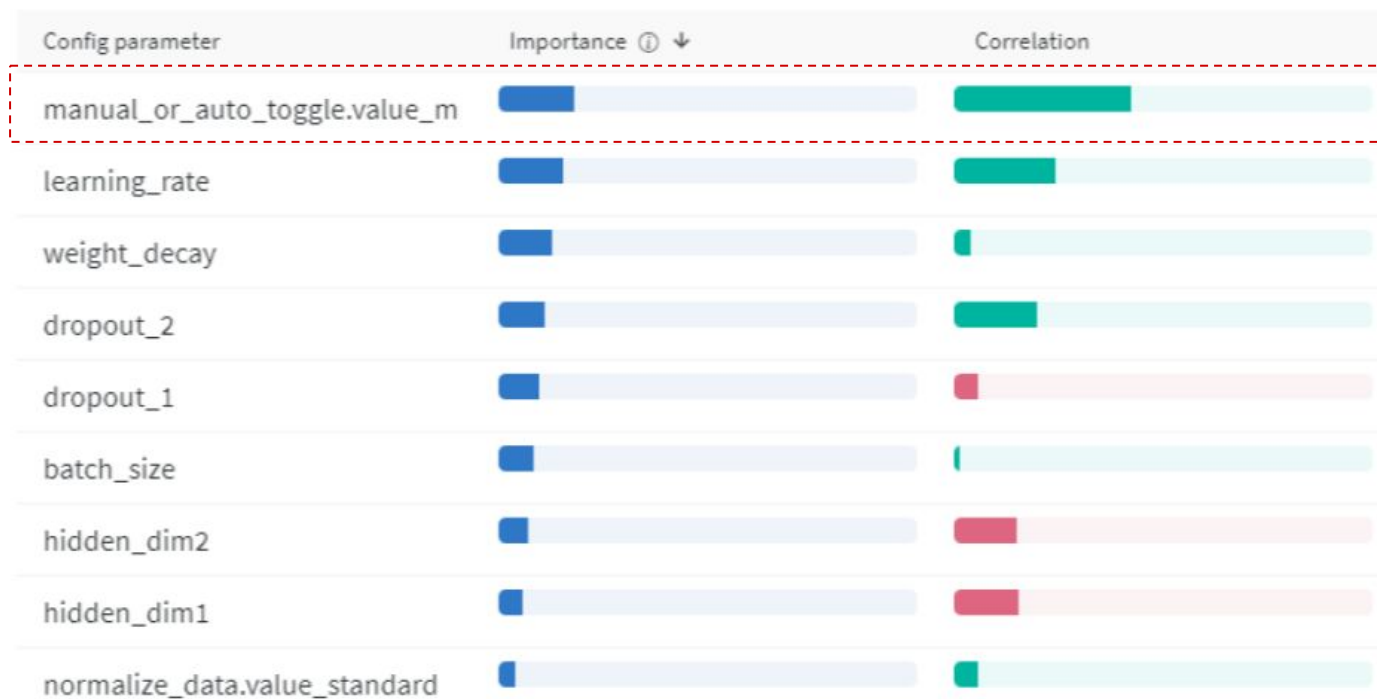 Config parameter Importance ⓘ ↓ Correlation
manual_or_auto_toggle.value_m
learning_rate
weight_decay
dropout_2
dropout_1
batch_size
hidden_dim2
hidden_dim1
normalize_data.value_standard